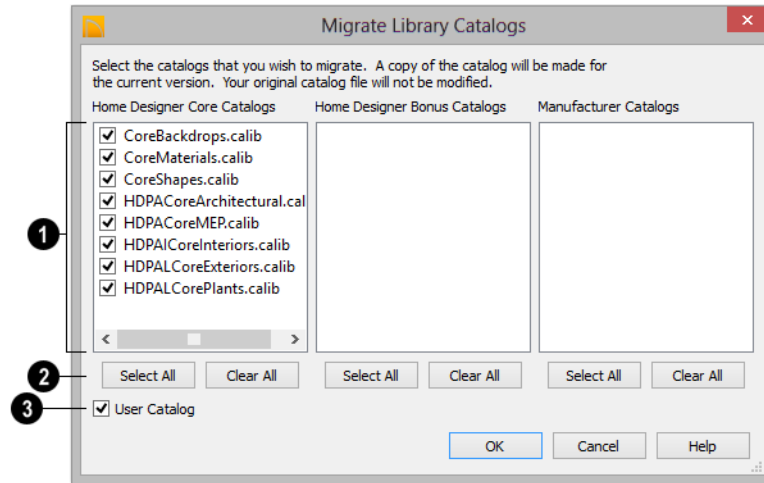 Migrate Library Catalogs
Select the catalogs that you wish to migrate. A copy of the catalog will be made for
the current version. Your original catalog file will not be modified.
Home Designer Core Catalogs
Home Designer Bonus Catalogs
Manufacturer Catalogs
1
CoreBackdrops.calib
CoreMaterials.calib
CoreShapes.calib
HDPACoreArchitectural.cal
HDPACoreMEP.calib
HDPAICoreInteriors.calib
HDPALCoreExteriors.calib
HDPALCorePlants.calib
2
Select All
Clear All
Select All
Clear All
Select All
Clear All
3
User Catalog
OK
Cancel
Help